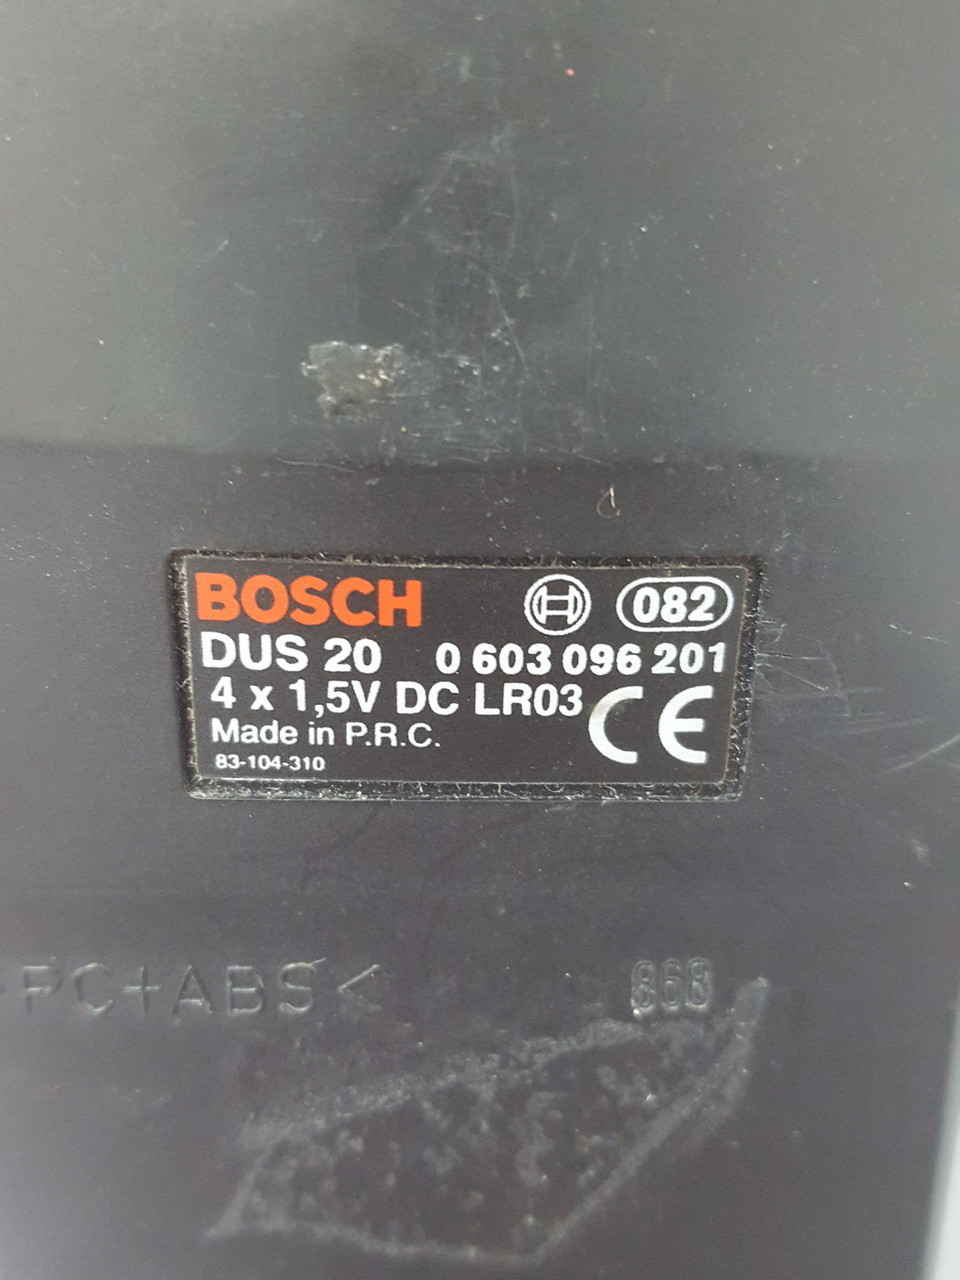 BOSCH 082
DUS 20 0 603 096 201
4 x 1,5V DC LR03 CE
Made in P.R.C.
83-104-310
PC+ABS<
868